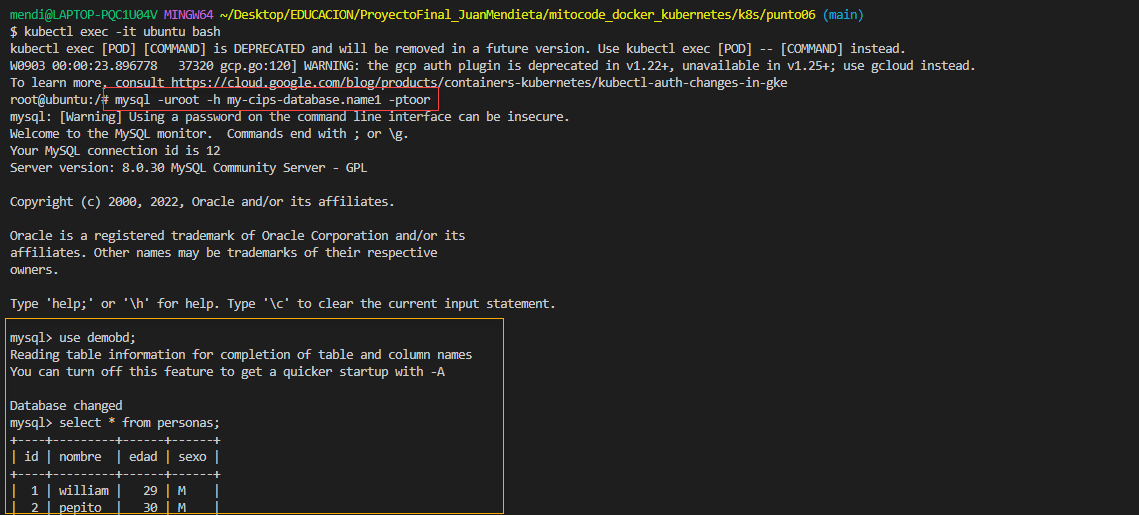 mendi@LAPTOP-PQC1U04V MINGW64 ~/Desktop/EDUCACION/ProyectoFinal_JuanMendieta/mitocode_docker_kubernetes/k8s/punto06 (main)
$ kubectl exec -it ubuntu bash
kubectl exec [POD] [COMMAND] is DEPRECATED and will be removed in a future version. Use kubectl exec [POD] -- [COMMAND] instead.
W0903 00:00:23.896778   37320 gcp.go:120] WARNING: the gcp auth plugin is deprecated in v1.22+, unavailable in v1.25+; use gcloud instead.
To learn more, consult https://cloud.google.com/blog/products/containers-kubernetes/kubectl-auth-changes-in-gke
root@ubuntu:/# mysql -uroot -h my-cips-database.name1 -ptoor
mysql: [Warning] Using a password on the command line interface can be insecure.
Welcome to the MySQL monitor.  Commands end with ; or \g.
Your MySQL connection id is 12
Server version: 8.0.30 MySQL Community Server - GPL
Copyright (c) 2000, 2022, Oracle and/or its affiliates.
Oracle is a registered trademark of Oracle Corporation and/or its
affiliates. Other names may be trademarks of their respective
owners.
Type 'help;' or '\h' for help. Type '\c' to clear the current input statement.
mysql> use demobd;
Reading table information for completion of table and column names
You can turn off this feature to get a quicker startup with -A
Database changed
mysql> select * from personas;
+----+---------+------+------+
| id | nombre  | edad | sexo |
+----+---------+------+------+
|  1 | william |   29 | M    |
|  2 | pepito  |   30 | M    |